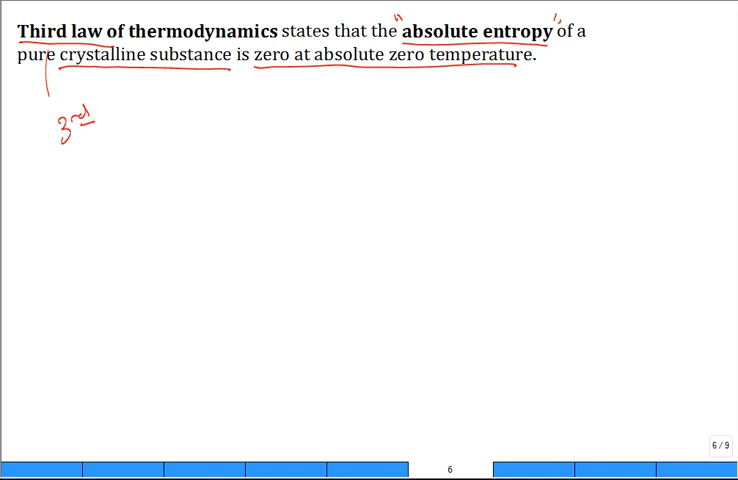 Third law of thermodynamics states that the "absolute entropy" of a
pure crystalline substance is zero at absolute zero temperature.
3rd
6 / 9
6